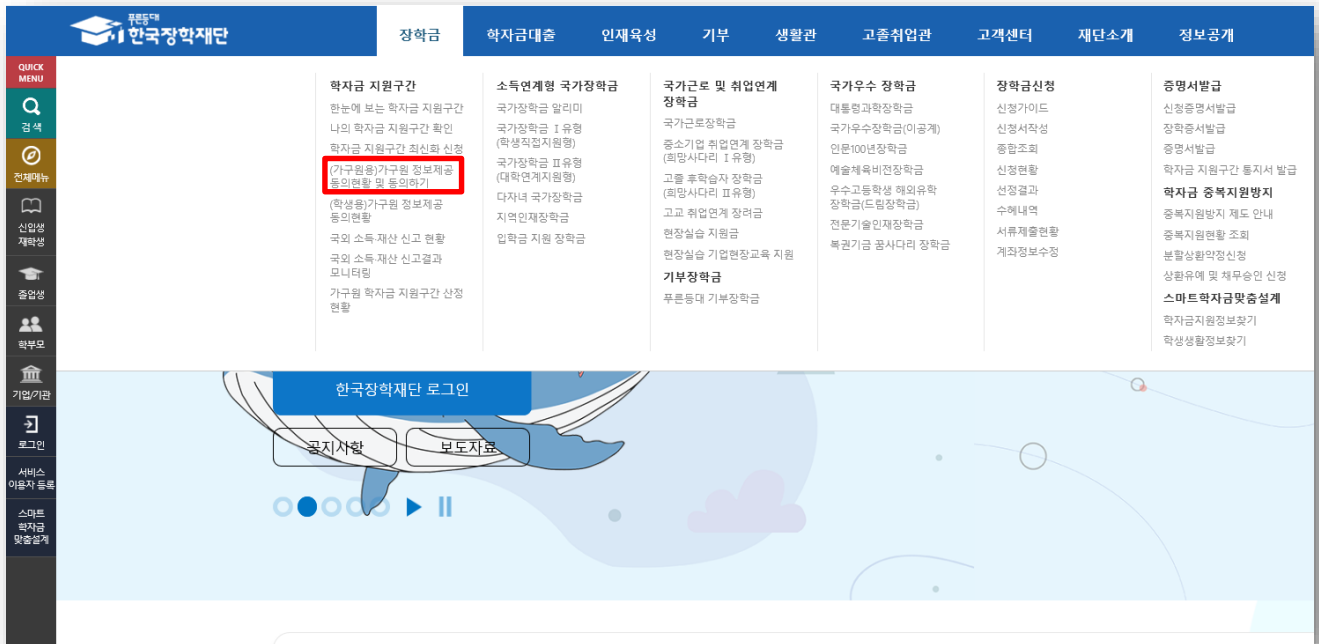 푸른등대
한국장학재단
장학금 학자금대출 인재육성 기부 생활관 고졸취업관 고객센터 재단소개 정보공개
QUICK
MENU
검색
전체메뉴
신입생
재학생
졸업생
학부모
기업/기관
로그인
서비스
이용자 등록
스마트
학자금
맞춤설계
학자금 지원구간
한눈에 보는 학자금 지원구간
나의 학자금 지원구간 확인
학자금 지원구간 최신화 신청
(가구원용)가구원 정보제공
동의현황 및 동의하기
(학생용)가구원 정보제공
동의현황
국외 소득·재산 신고 현황
국외 소득·재산 신고결과
모니터링
가구원 학자금 지원구간 산정
현황
소득연계형 국가장학금
국가장학금 알리미
국가장학금 Ⅰ유형
(학생직접지원형)
국가장학금 Ⅱ유형
(대학연계지원형)
다자녀 국가장학금
지역인재장학금
입학금 지원 장학금
국가근로 및 취업연계
장학금
국가근로장학금
중소기업 취업연계 장학금
(희망사다리 Ⅰ유형)
고졸 후학습자 장학금
(희망사다리 Ⅱ유형)
고교 취업연계 장려금
현장실습 지원금
현장실습 기업현장교육 지원
기부장학금
푸른등대 기부장학금
국가우수 장학금
대통령과학장학금
국가우수장학금(이공계)
인문100년장학금
예술체육비전장학금
우수고등학생 해외유학
장학금(드림장학금)
전문기술인재장학금
복권기금 꿈사다리 장학금
장학금신청
신청가이드
신청서작성
종합조회
신청현황
선정결과
수혜내역
서류제출현황
계좌정보수정
증명서발급
신청증명서발급
장학증서발급
증명서발급
학자금 지원구간 통지서 발급
학자금 중복지원방지
중복지원방지 제도 안내
중복지원현황 조회
분할상환약정신청
상환유예 및 채무승인 신청
스마트학자금맞춤설계
학자금지원정보찾기
학생생활정보찾기
한국장학재단 로그인
공지사항 보도자료